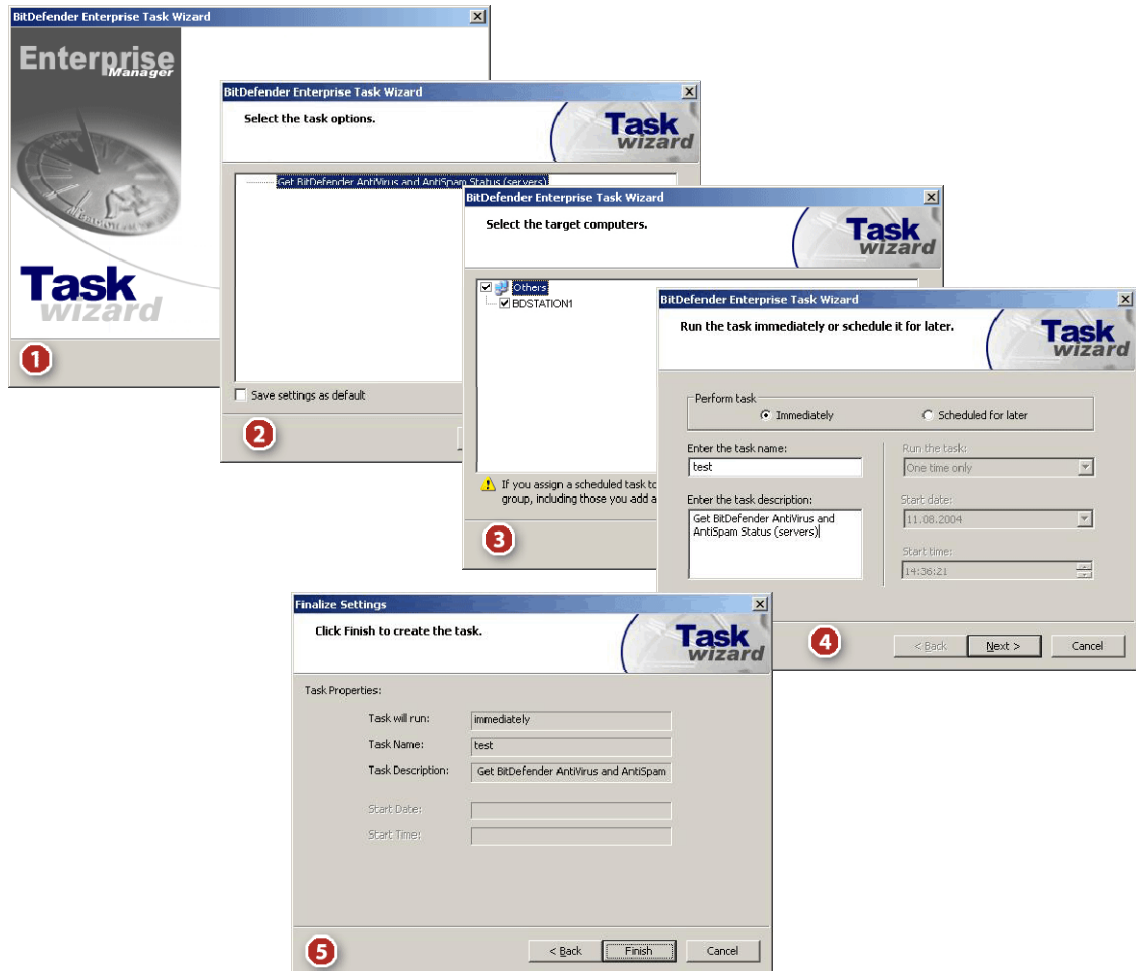 BitDefender Enterprise Task Wizard
Enterprise
Manager
Task
wizard
1
BitDefender Enterprise Task Wizard
Select the task options.
Task
wizard
Get BitDefender AntiVirus and AntiSpam Status (servers)
Save settings as default
2
BitDefender Enterprise Task Wizard
Select the target computers.
Task
wizard
Others
BDSTATION1
If you assign a scheduled task to
group, including those you add a
3
BitDefender Enterprise Task Wizard
Run the task immediately or schedule it for later.
Task
wizard
Perform task
Immediately
Scheduled for later
Enter the task name:
test
Enter the task description:
Get BitDefender AntiVirus and
AntiSpam Status (servers)
Run the task:
One time only
Start date:
11.08.2004
Start time:
14:36:21
4
< Back
Next >
Cancel
Finalize Settings
Click Finish to create the task.
Task
wizard
Task Properties:
Task will run: immediately
Task Name: test
Task Description: Get BitDefender AntiVirus and AntiSpam
Start Date:
Start Time:
5
< Back
Finish
Cancel